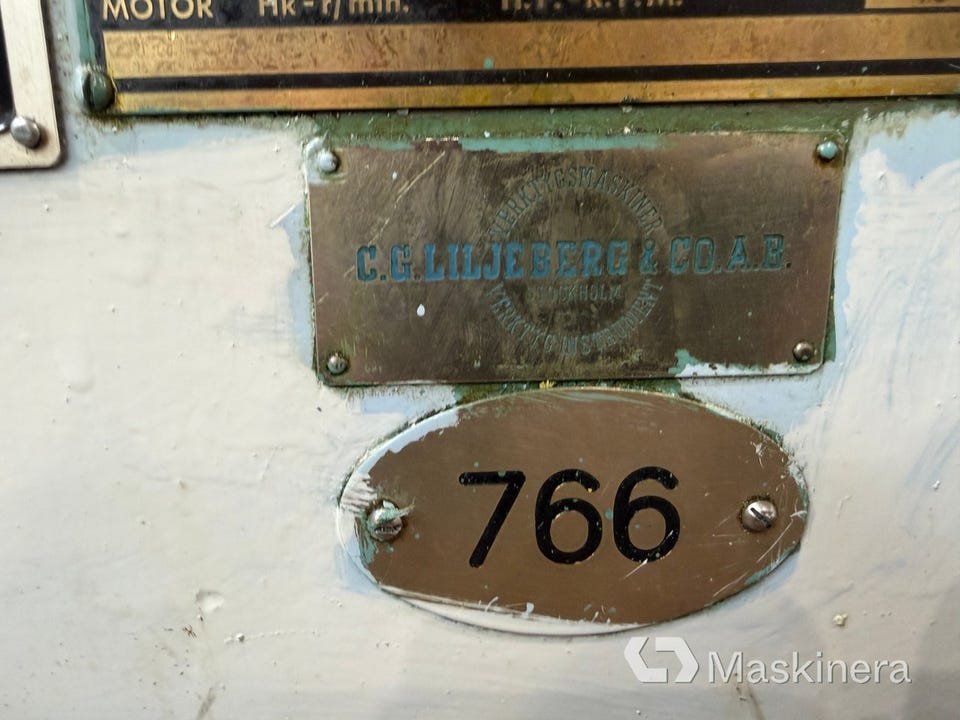 MOTOR Hk-r/min. H.P.-R.P.M.
VERKTYGSMASKINER
C.G. LILJEBERG & CO. A.B.
STOCKHOLM
VERKTYG INSTRUMENT
766
Maskinera